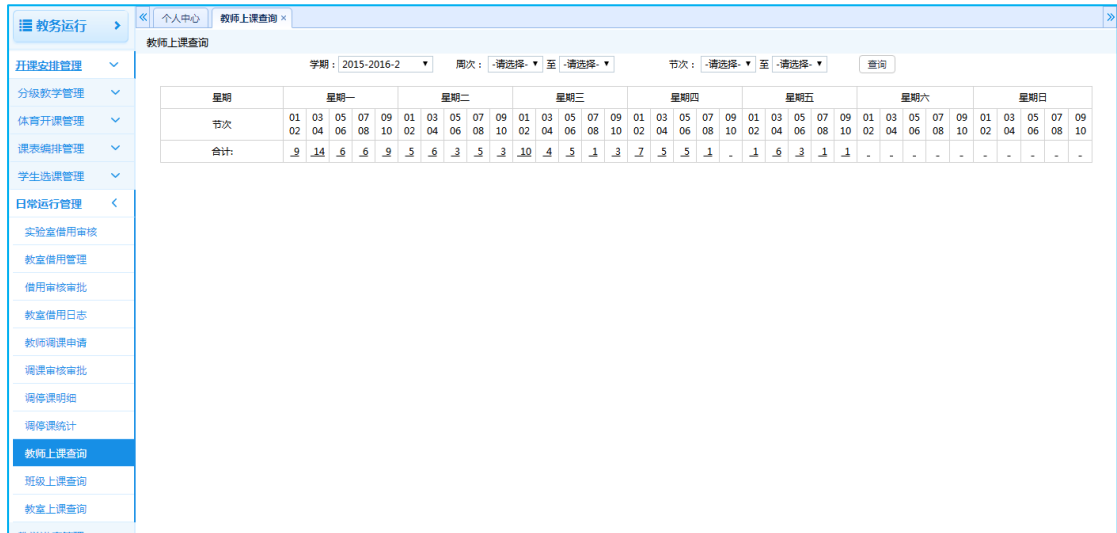 教务运行
个人中心 教师上课查询 ×
教师上课查询
开课安排管理
分级教学管理
体育开课管理
课表编排管理
学生选课管理
日常运行管理
实验室借用审核
教室借用管理
借用审核审批
教室借用日志
教师调课申请
调课审核审批
调停课明细
调停课统计
教师上课查询
班级上课查询
教室上课查询
学期: 2015-2016-2 周次: -请选择- 至 -请选择- 节次: -请选择- 至 -请选择- 查询
星期 星期一 星期二 星期三 星期四 星期五 星期六 星期日
节次 01 03 05 07 09 01 03 05 07 09 01 03 05 07 09 01 03 05 07 09 01 03 05 07 09 01 03 05 07 09 01 03 05 07 09
02 04 06 08 10 02 04 06 08 10 02 04 06 08 10 02 04 06 08 10 02 04 06 08 10 02 04 06 08 10 02 04 06 08 10
合计: 9 14 6 6 9 5 6 3 5 3 10 4 5 1 3 7 5 5 1 - 1 6 3 1 1 - - - - - - - - - -